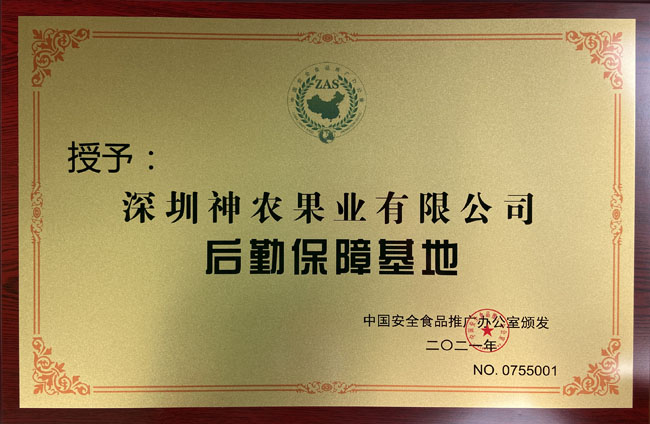 ZAS
授予：
深圳神农果业有限公司
后勤保障基地
中国安全食品推广办公室颁发
二〇二一年
NO. 0755001